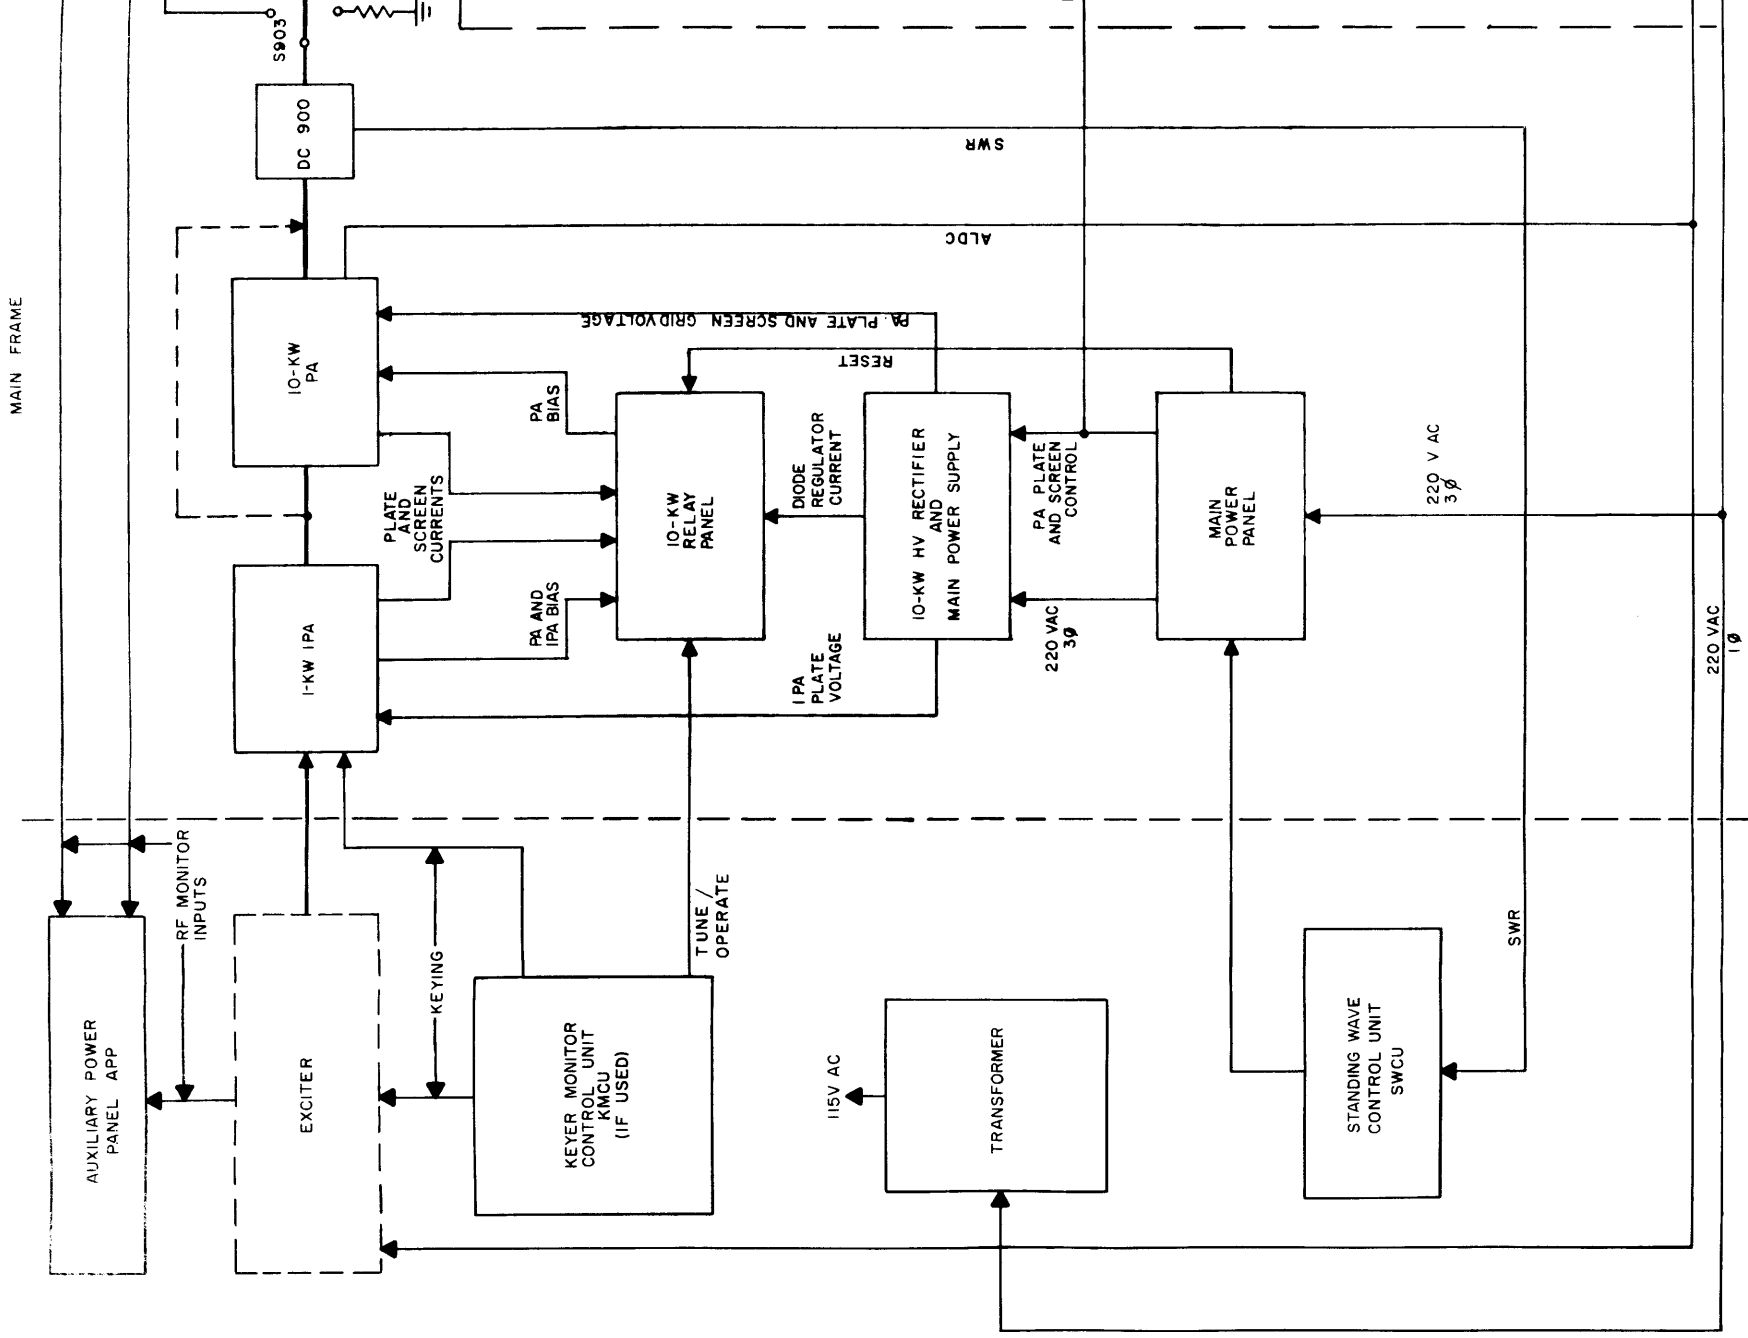 MAIN FRAME
S903
DC 900
SWR
ALDC
10-KW
PA
PA PLATE AND SCREEN GRID VOLTAGE
RESET
PA
BIAS
PLATE
AND
SCREEN
CURRENTS
1-KW IPA
PA AND
IPA BIAS
10-KW
RELAY
PANEL
DIODE
REGULATOR
CURRENT
10-KW HV RECTIFIER
AND
MAIN POWER SUPPLY
PA PLATE
AND SCREEN
CONTROL
MAIN
POWER
PANEL
220 V AC
3Ø
220 VAC
3Ø
IPA
PLATE
VOLTAGE
220 VAC
1Ø
RF MONITOR
INPUTS
AUXILIARY POWER
PANEL APP
EXCITER
KEYING
TUNE /
OPERATE
KEYER MONITOR
CONTROL UNIT
KMCU
(IF USED)
115V AC
TRANSFORMER
STANDING WAVE
CONTROL UNIT
SWCU
SWR